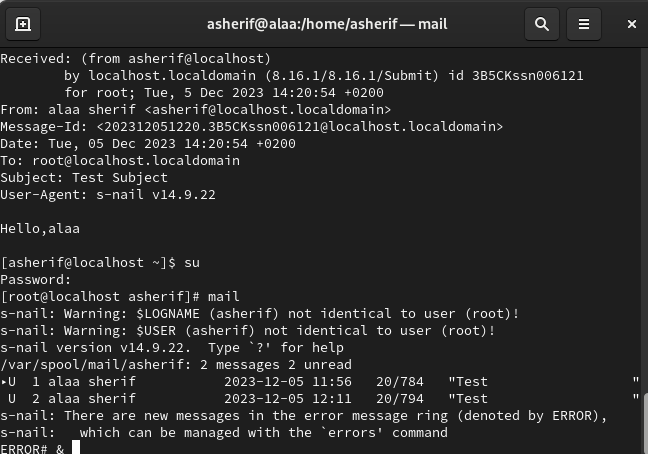 asherif@alaa:/home/asherif — mail
Received: (from asherif@localhost)
        by localhost.localdomain (8.16.1/8.16.1/Submit) id 3B5CKssn006121
        for root; Tue, 5 Dec 2023 14:20:54 +0200
From: alaa sherif <asherif@localhost.localdomain>
Message-Id: <202312051220.3B5CKssn006121@localhost.localdomain>
Date: Tue, 05 Dec 2023 14:20:54 +0200
To: root@localhost.localdomain
Subject: Test Subject
User-Agent: s-nail v14.9.22

Hello,alaa

[asherif@localhost ~]$ su
Password:
[root@localhost asherif]# mail
s-nail: Warning: $LOGNAME (asherif) not identical to user (root)!
s-nail: Warning: $USER (asherif) not identical to user (root)!
s-nail version v14.9.22.  Type `?' for help
/var/spool/mail/asherif: 2 messages 2 unread
▸U  1 alaa sherif           2023-12-05 11:56   20/784   "Test                  "
 U  2 alaa sherif           2023-12-05 12:11   20/794   "Test                  "
s-nail: There are new messages in the error message ring (denoted by ERROR),
s-nail:   which can be managed with the `errors' command
ERROR# &